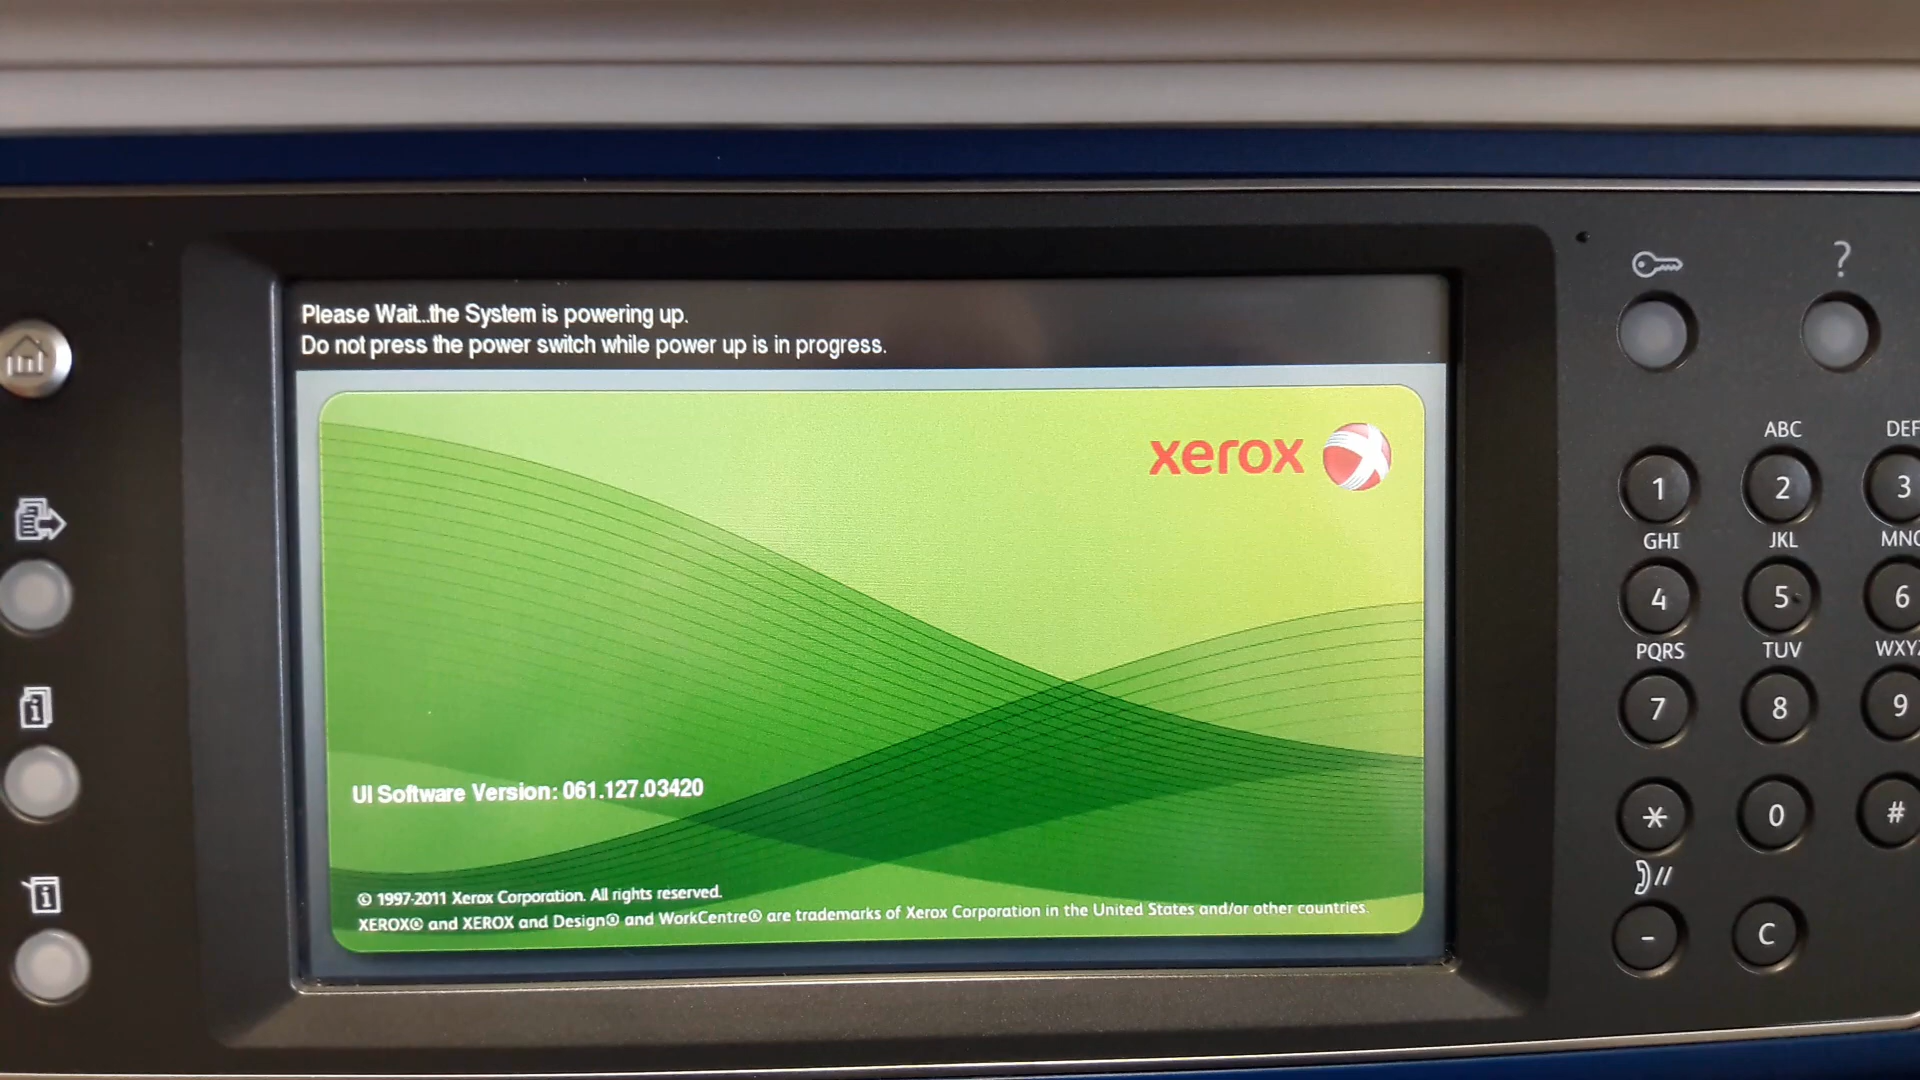 Please Wait...the System is powering up.
Do not press the power switch while power up is in progress.
xerox
UI Software Version: 061.127.03420
© 1997-2011 Xerox Corporation. All rights reserved.
XEROX® and XEROX and Design® and WorkCentre® are trademarks of Xerox Corporation in the United States and/or other countries.
?
ABC
DEF
1
2
3
GHI
JKL
MNO
4
5
6
PQRS
TUV
WXYZ
7
8
9
*
0
#
-
C